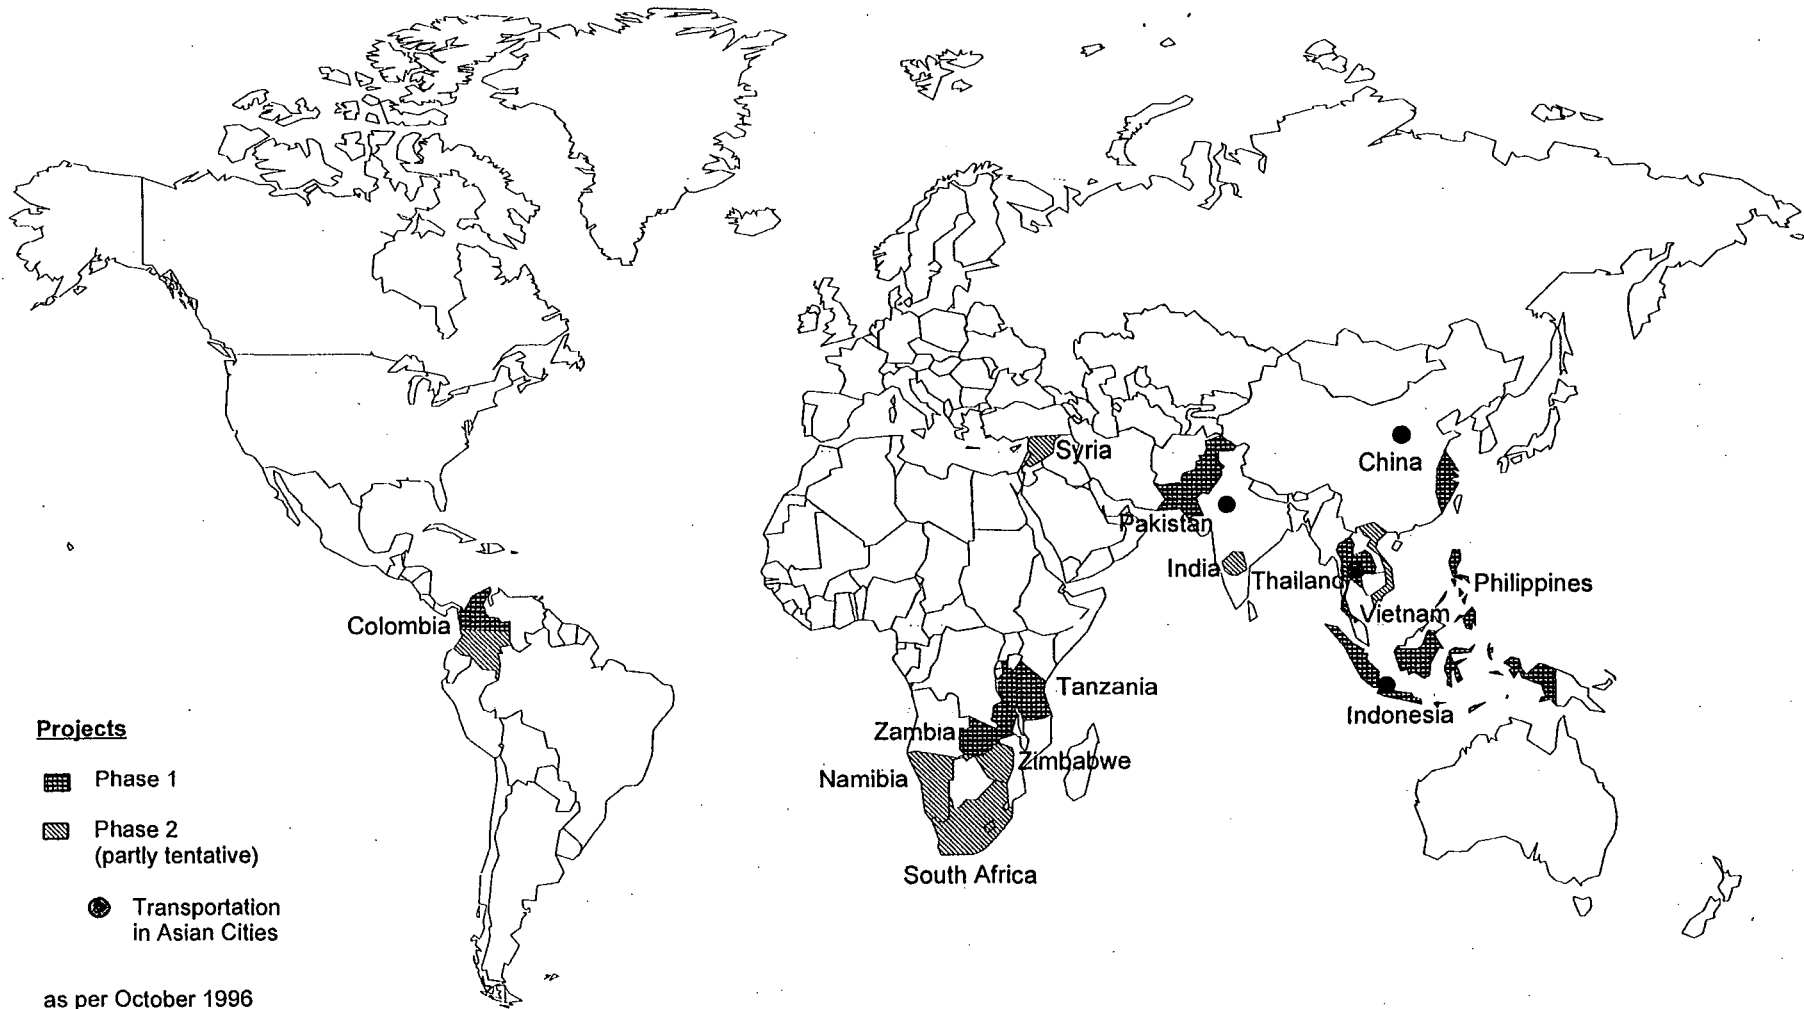 Syria
China
Pakistan
India
Thailand
Philippines
Vietnam
Colombia
Tanzania
Indonesia
Zambia
Zimbabwe
Namibia
South Africa
Projects
Phase 1
Phase 2
(partly tentative)
Transportation
in Asian Cities
as per October 1996